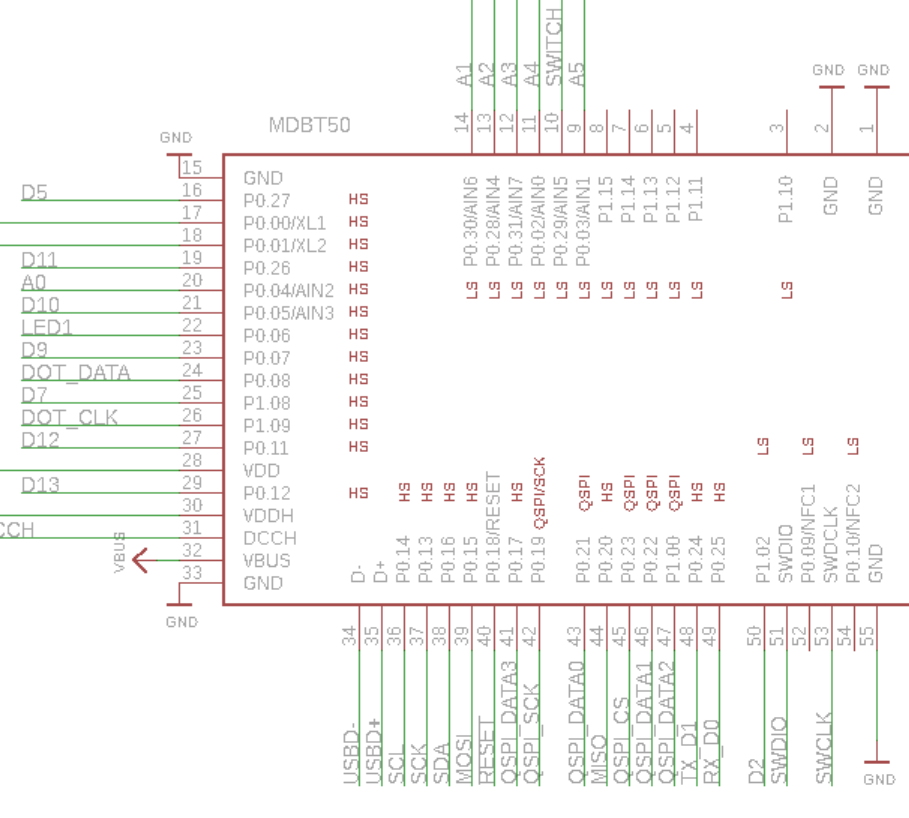 A1
A2
A3
A4
SWITCH
A5
GND
GND
MDBT50
14
13
12
11
10
9
8
7
6
5
4
3
2
1
GND
P0.30/AIN6
P0.28/AIN4
P0.31/AIN7
P0.02/AIN0
P0.29/AIN5
P0.03/AIN1
P1.15
P1.14
P1.13
P1.12
P1.11
P1.10
GND
GND
LS
LS
LS
LS
LS
LS
LS
LS
LS
LS
LS
LS
15 GND
D5 16 P0.27 HS
17 P0.00/XL1 HS
18 P0.01/XL2 HS
D11 19 P0.26 HS
A0 20 P0.04/AIN2 HS
D10 21 P0.05/AIN3 HS
LED1 22 P0.06 HS
D9 23 P0.07 HS
DOT_DATA 24 P0.08 HS
D7 25 P1.08 HS
DOT_CLK 26 P1.09 HS
D12 27 P0.11 HS
28 VDD
D13 29 P0.12 HS
30 VDDH
CCH 31 DCCH
VBUS 32 VBUS
33 GND
GND
HS
HS
HS
HS
HS
QSPI/SCK
QSPI
HS
QSPI
QSPI
QSPI
HS
HS
LS
LS
LS
D-
D+
P0.14
P0.13
P0.16
P0.15
P0.18/RESET
P0.17
P0.19
P0.21
P0.20
P0.23
P0.22
P1.00
P0.24
P0.25
P1.02
SWDIO
P0.09/NFC1
SWDCLK
P0.10/NFC2
GND
34
35
36
37
38
39
40
41
42
43
44
45
46
47
48
49
50
51
52
53
54
55
USBD-
USBD+
SCL
SCK
SDA
MOSI
RESET
QSPI_DATA3
QSPI_SCK
QSPI_DATA0
MISO
QSPI_CS
QSPI_DATA1
QSPI_DATA2
TX_D1
RX_D0
D2
SWDIO
SWCLK
GND